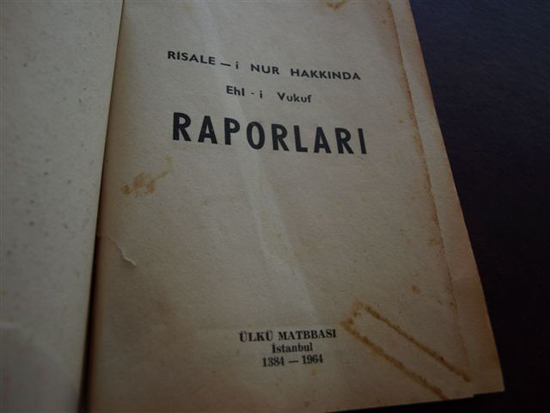 RISALE – i NUR HAKKINDA
Ehl - i Vukuf
RAPORLARI
ÜLKÜ MATBBASI
İstanbul
1384 — 1964